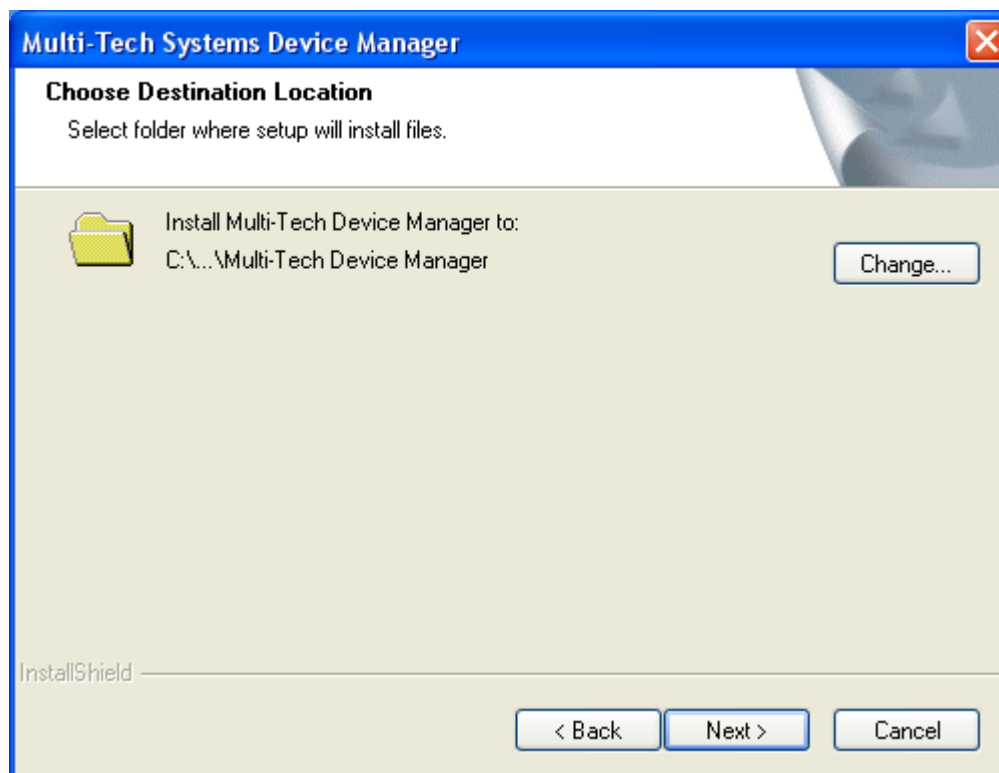 Multi-Tech Systems Device Manager
Choose Destination Location
Select folder where setup will install files.
Install Multi-Tech Device Manager to:
C:\...\Multi-Tech Device Manager
Change...
InstallShield
< Back
Next >
Cancel